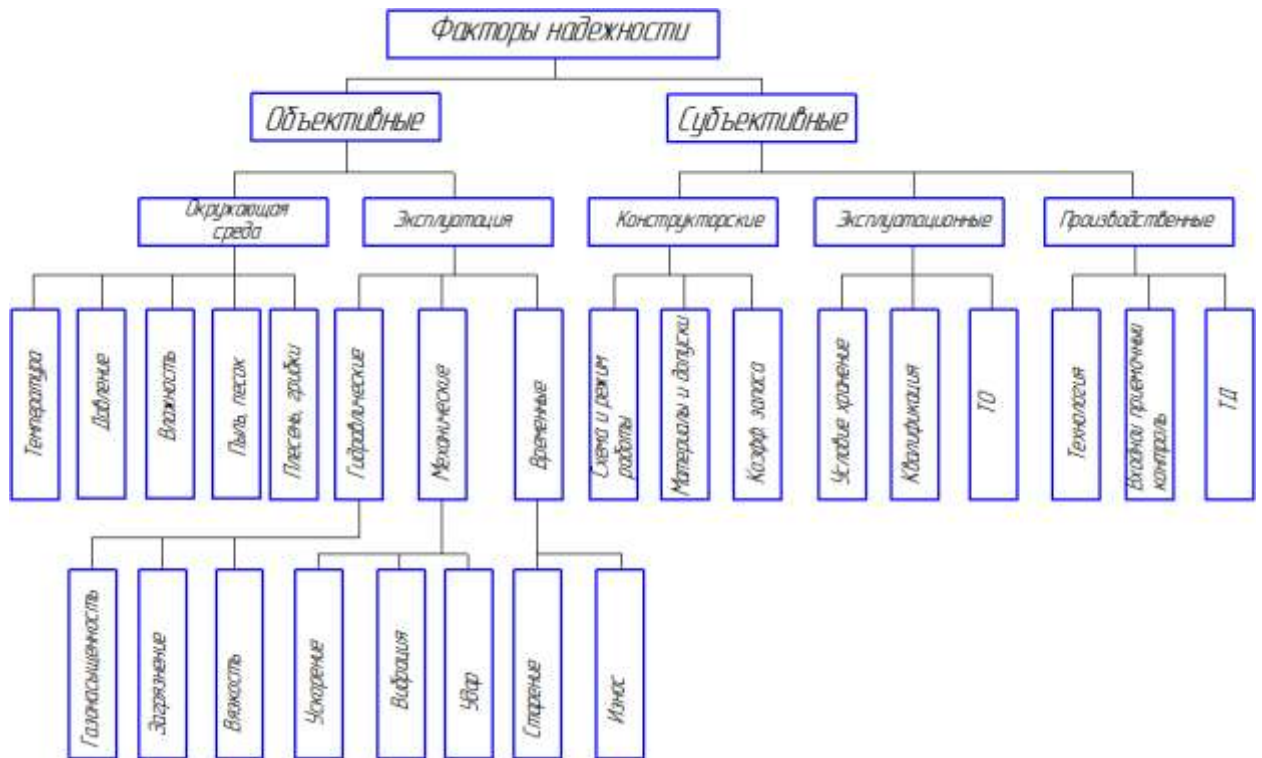 Факторы надежности
Объективные
Субъективные
Окружающая
среда
Эксплуатация
Конструкторские
Эксплуатационные
Производственные
Температура
Давление
Влажность
Пыль, песок
Плесень, грибки
Гидравлические
Механические
Временные
Схема и режим
работы
Материалы и допуски
Коэфф. запаса
Условие хранение
Квалификация
ТО
Технология
Входной приемочный
контроль
ТД
Газонасыщенность
Загрязнение
Вязкость
Ускорение
Вибрация
Удар
Старение
Износ